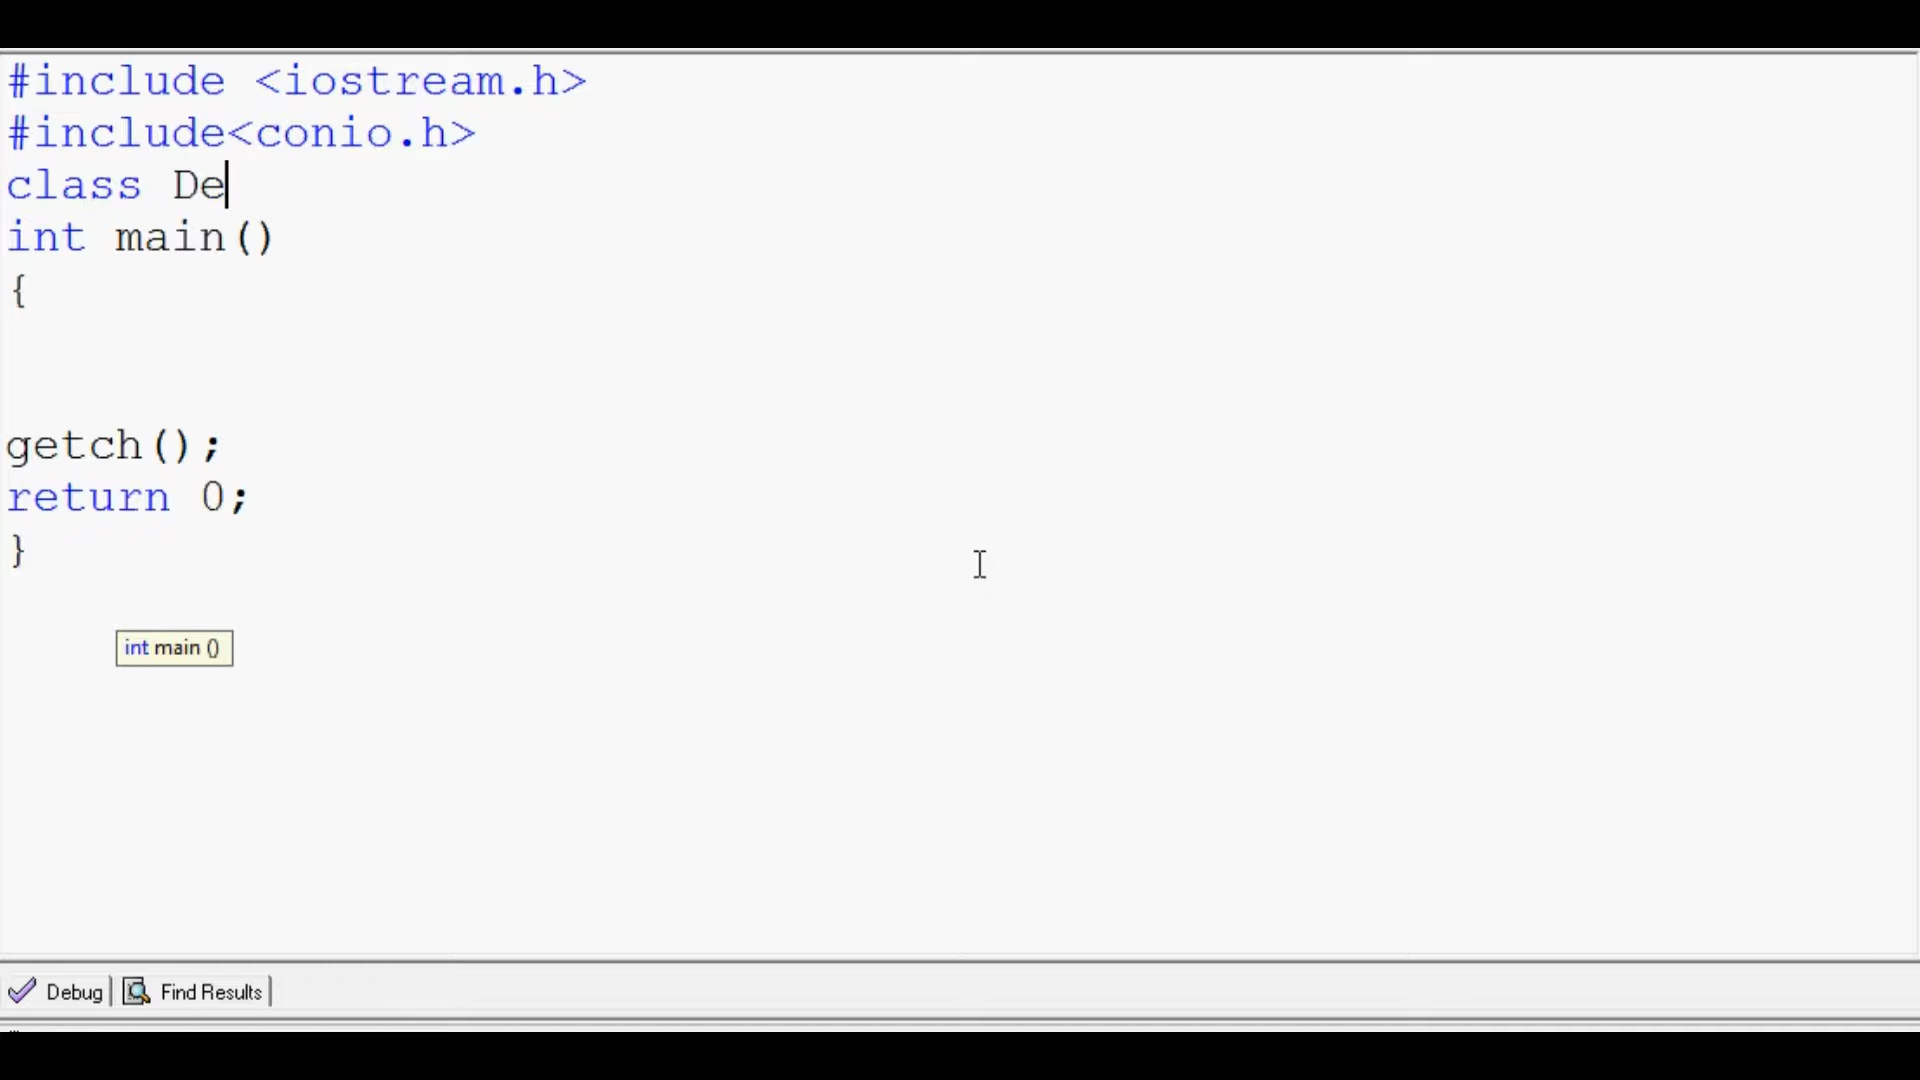 #include <iostream.h>
#include<conio.h>
class De
int main()
{
getch();
return 0;
}
int main ()
Debug
Find Results